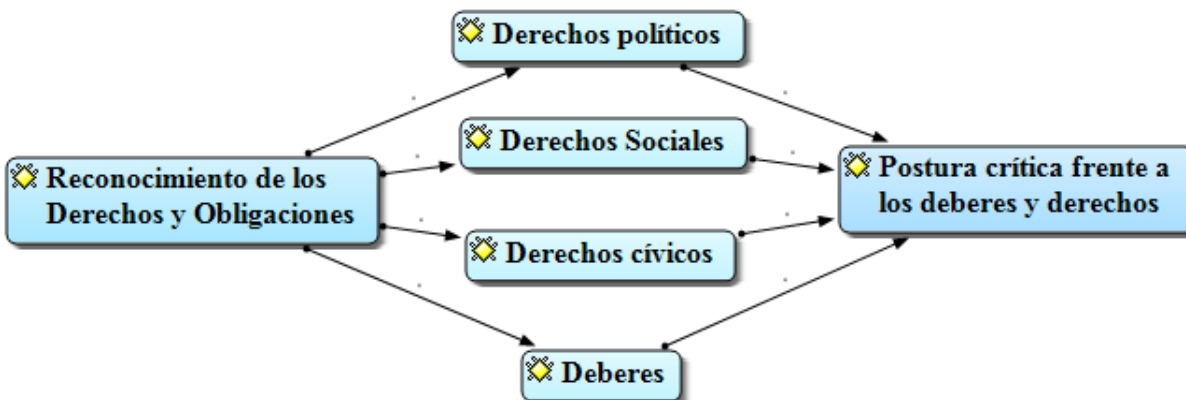 Derechos políticos
Derechos Sociales
Reconocimiento de los
Derechos y Obligaciones
Postura crítica frente a
los deberes y derechos
Derechos cívicos
Deberes